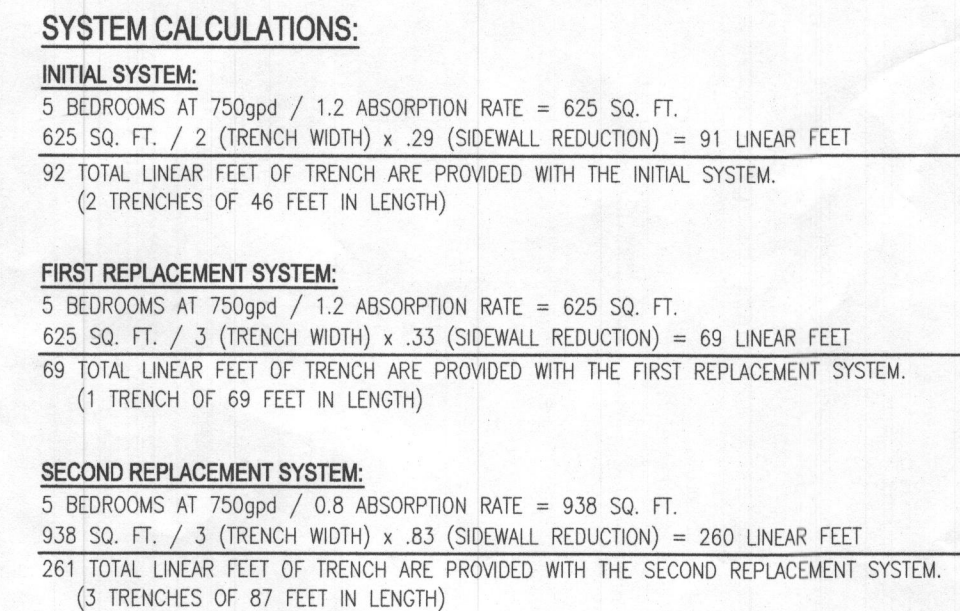 SYSTEM CALCULATIONS:
INITIAL SYSTEM:
5 BEDROOMS AT 750gpd / 1.2 ABSORPTION RATE = 625 SQ. FT.
625 SQ. FT. / 2 (TRENCH WIDTH) x .29 (SIDEWALL REDUCTION) = 91 LINEAR FEET
92 TOTAL LINEAR FEET OF TRENCH ARE PROVIDED WITH THE INITIAL SYSTEM.
(2 TRENCHES OF 46 FEET IN LENGTH)
FIRST REPLACEMENT SYSTEM:
5 BEDROOMS AT 750gpd / 1.2 ABSORPTION RATE = 625 SQ. FT.
625 SQ. FT. / 3 (TRENCH WIDTH) x .33 (SIDEWALL REDUCTION) = 69 LINEAR FEET
69 TOTAL LINEAR FEET OF TRENCH ARE PROVIDED WITH THE FIRST REPLACEMENT SYSTEM.
(1 TRENCH OF 69 FEET IN LENGTH)
SECOND REPLACEMENT SYSTEM:
5 BEDROOMS AT 750gpd / 0.8 ABSORPTION RATE = 938 SQ. FT.
938 SQ. FT. / 3 (TRENCH WIDTH) x .83 (SIDEWALL REDUCTION) = 260 LINEAR FEET
261 TOTAL LINEAR FEET OF TRENCH ARE PROVIDED WITH THE SECOND REPLACEMENT SYSTEM.
(3 TRENCHES OF 87 FEET IN LENGTH)